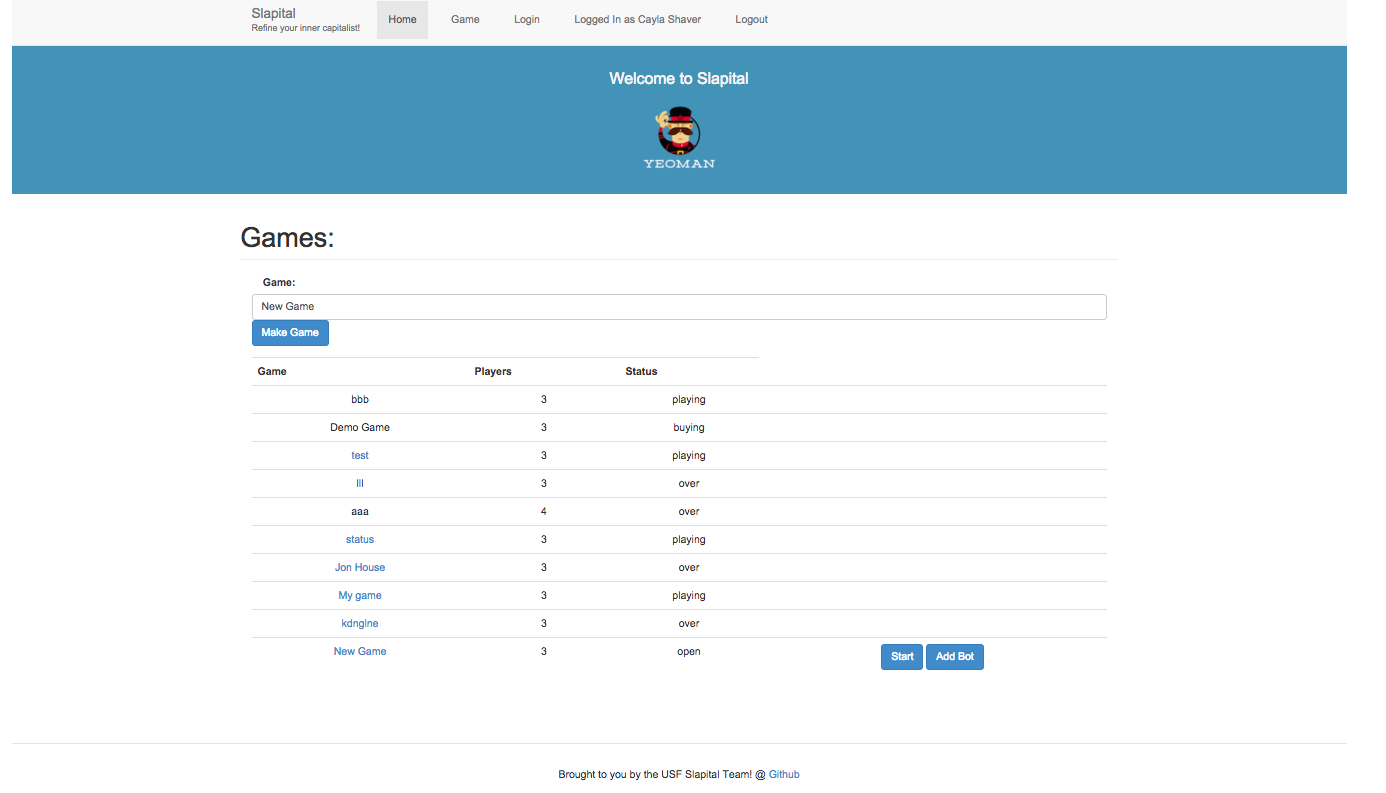 Slapital
Refine your inner capitalist!
Home Game Login Logged In as Cayla Shaver Logout
Welcome to Slapital
YEOMAN
Games:
Game:
New Game
Make Game
Game Players Status
bbb 3 playing
Demo Game 3 buying
test 3 playing
lll 3 over
aaa 4 over
status 3 playing
Jon House 3 over
My game 3 playing
kdnglne 3 over
New Game 3 open Start Add Bot
Brought to you by the USF Slapital Team! @ Github